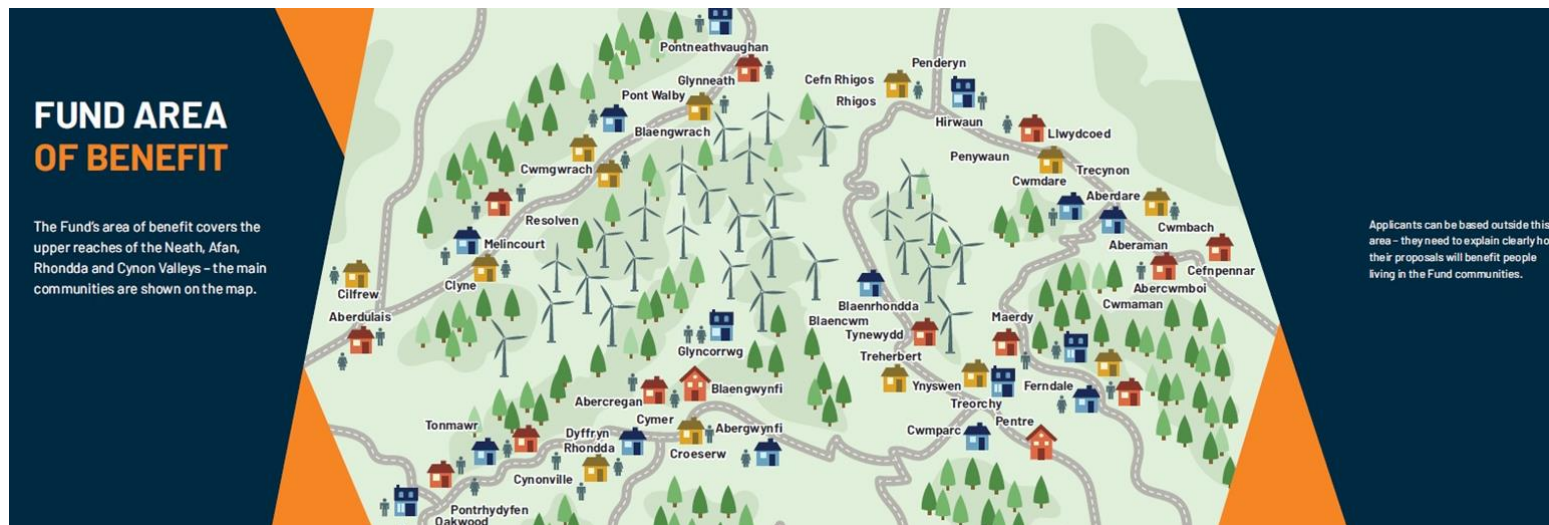 FUND AREA
OF BENEFIT
The Fund's area of benefit covers the
upper reaches of the Neath, Afan,
Rhondda and Cynon Valleys – the main
communities are shown on the map.
Pontneathvaughan
Glynneath
Pont Walby
Blaengwrach
Cwmgwrach
Resolven
Melincourt
Clyne
Cilfrew
Aberdulais
Cefn Rhigos
Rhigos
Penderyn
Hirwaun
Llwydcoed
Penywaun
Trecynon
Cwmdare
Aberdare
Cwmbach
Aberaman
Cefnpennar
Abercwmboi
Cwmaman
Blaenrhondda
Blaencwm
Tynewydd
Treherbert
Maerdy
Ynyswen
Ferndale
Treorchy
Pentre
Cwmparc
Glyncorrwg
Blaengwynfi
Abercregan
Cymer
Abergwynfi
Croeserw
Dyffryn
Rhondda
Tonmawr
Cynonville
Pontrhydyfen
Oakwood
Applicants can be based outside this
area – they need to explain clearly ho
their proposals will benefit people
living in the Fund communities.